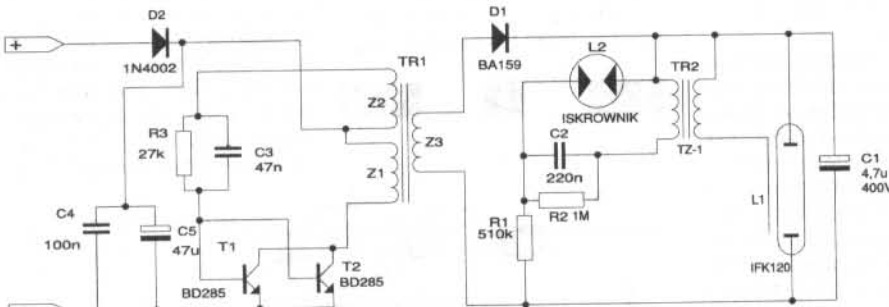 D2
+
1N4002
R3
27k
C3
47n
C4
100n
C5
47u
T1
BD285
T2
BD285
TR1
Z2
Z1
Z3
D1
BA159
L2
ISKROWNIK
C2
220n
R2 1M
R1
510k
TR2
TZ-1
L1
IFK120
C1
4,7u
400V